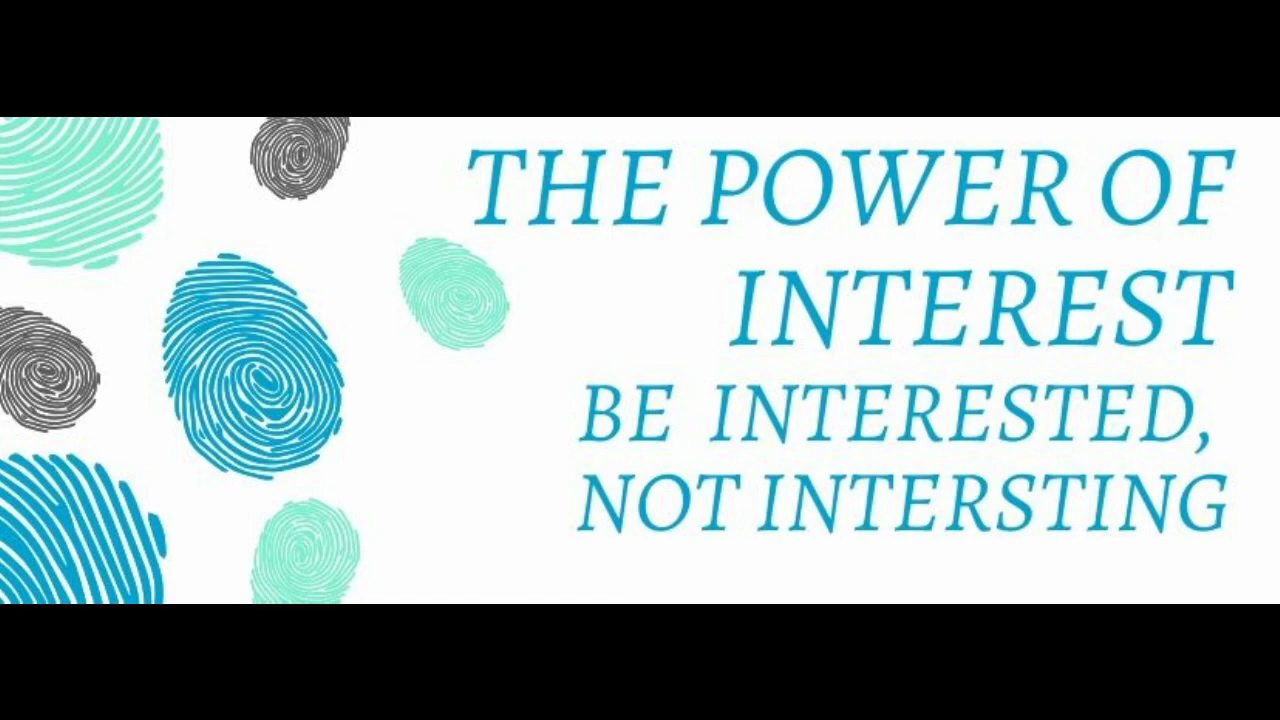 THE POWER OF
INTEREST
BE INTERESTED,
NOT INTERSTING